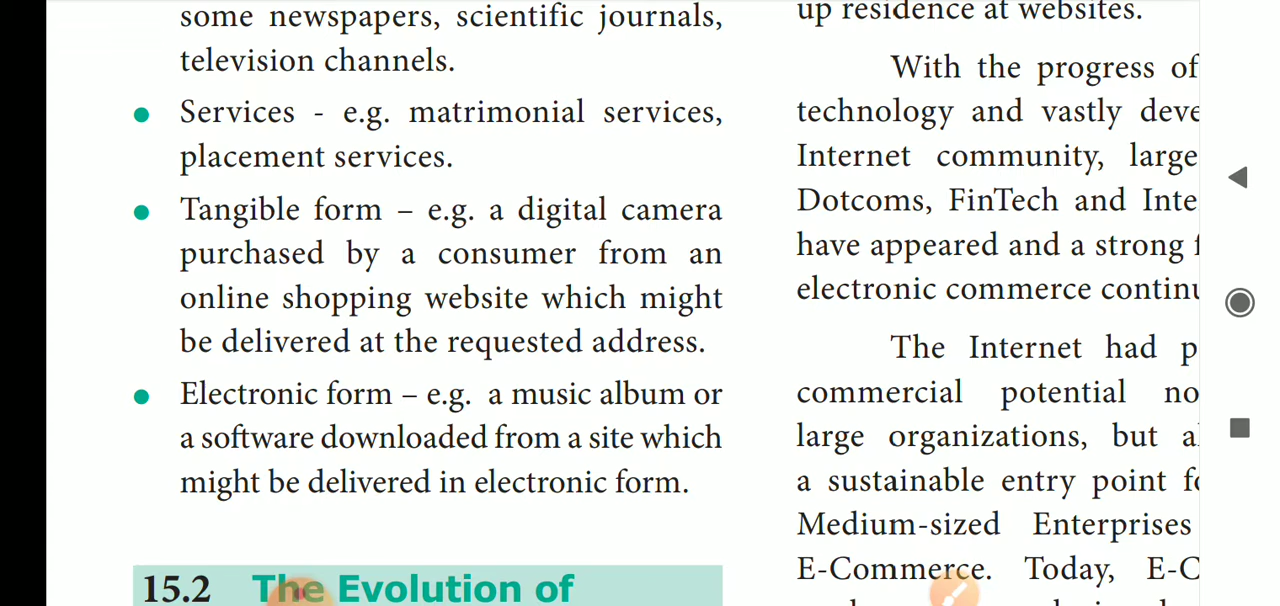 some newspapers, scientific journals,
television channels.
Services - e.g. matrimonial services,
placement services.
Tangible form – e.g. a digital camera
purchased by a consumer from an
online shopping website which might
be delivered at the requested address.
Electronic form – e.g. a music album or
a software downloaded from a site which
might be delivered in electronic form.
15.2 The Evolution of
up residence at websites.
With the progress of
technology and vastly
Internet community, large
Dotcoms, FinTech and
have appeared and a strong
electronic commerce
The Internet had
commercial potential
large organizations, but
a sustainable entry point
Medium-sized Enterprises
E-Commerce. Today,